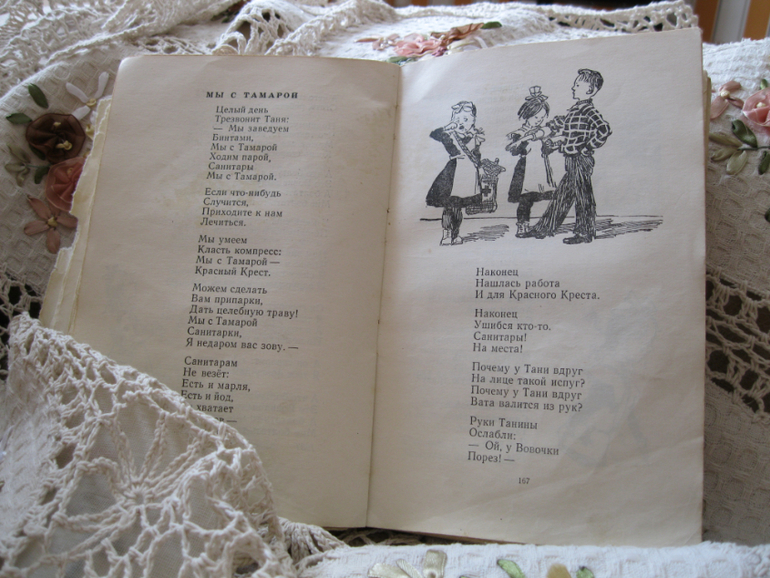 МЫ С ТАМАРОЙ
Целый день
Трезвонит Таня:
— Мы заведуем
Бинтами,
Мы с Тамарой
Ходим парой,
Санитары
Мы с Тамарой.
Если что-нибудь
Случится,
Приходите к нам
Лечиться.
Мы умеем
Класть компресс:
Мы с Тамарой —
Красный Крест.
Можем сделать
Вам припарки,
Дать целебную траву!
Мы с Тамарой
Санитарки,
Я недаром вас зову. —
Санитарам
Не везёт:
Есть и марля,
Есть и йод,
хватает
Наконец
Нашлась работа
И для Красного Креста.
Наконец
Ушибся кто-то.
Санитары!
На места!
Почему у Тани вдруг
На лице такой испуг?
Почему у Тани вдруг
Вата валится из рук?
Руки Танины
Ослабли:
— Ой, у Вовочки
Порез! —
167